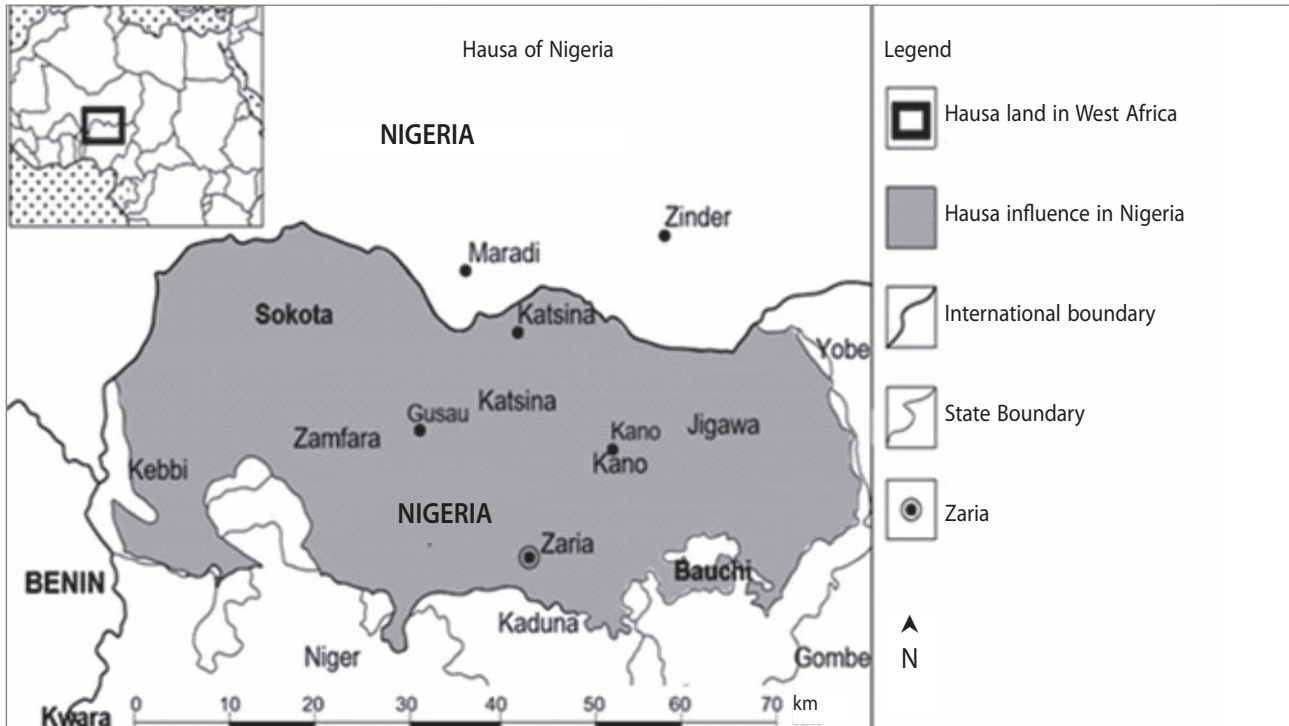 Hausa of Nigeria
NIGERIA
Zinder
Maradi
Sokota
Katsina
Yobe
Katsina
Gusau
Zamfara
Kano
Jigawa
Kano
Kebbi
NIGERIA
Zaria
Bauchi
BENIN
Kaduna
Niger
Gombe
Kwara
0 10 20 30 40 50 60 70 km
Legend
Hausa land in West Africa
Hausa influence in Nigeria
International boundary
State Boundary
Zaria
N